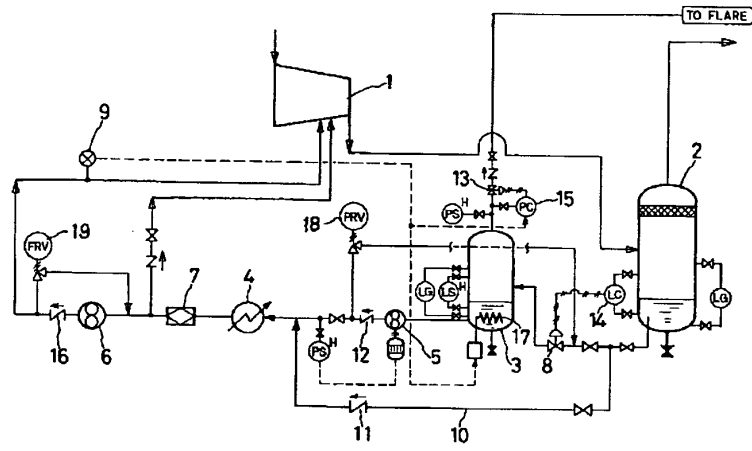 TO FLARE
1
9
2
13
H
PS
PC
15
19
FRV
18
PRV
7
4
LG
LS
H
LC
14
LG
16
6
PS
H
12
5
17
3
8
11
10